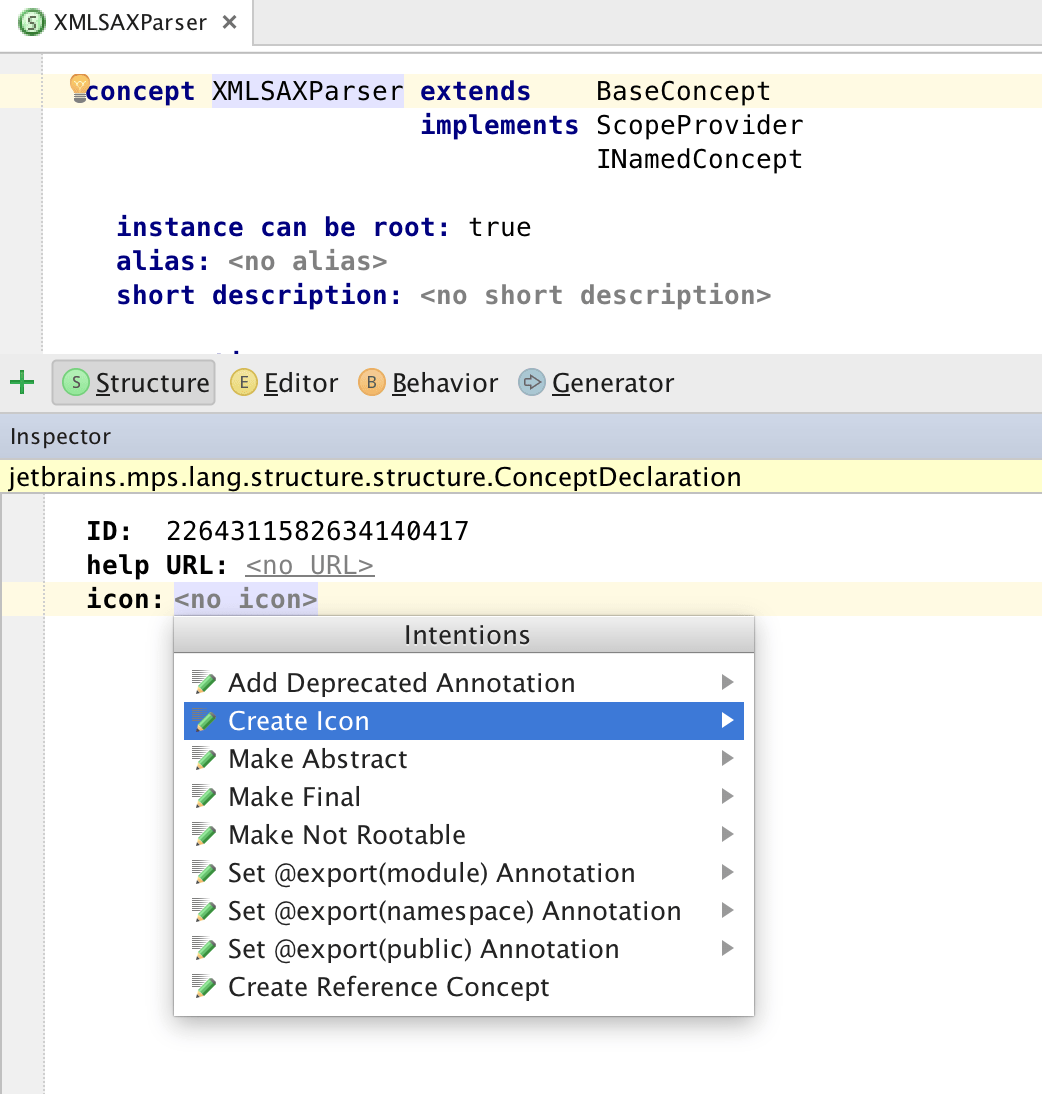 XMLSAXParser ×
concept XMLSAXParser extends BaseConcept
implements ScopeProvider
INamedConcept
instance can be root: true
alias: <no alias>
short description: <no short description>
+ S Structure E Editor B Behavior Generator
Inspector
jetbrains.mps.lang.structure.structure.ConceptDeclaration
ID: 2264311582634140417
help URL: <no URL>
icon: <no icon>
Intentions
Add Deprecated Annotation
Create Icon
Make Abstract
Make Final
Make Not Rootable
Set @export(module) Annotation
Set @export(namespace) Annotation
Set @export(public) Annotation
Create Reference Concept